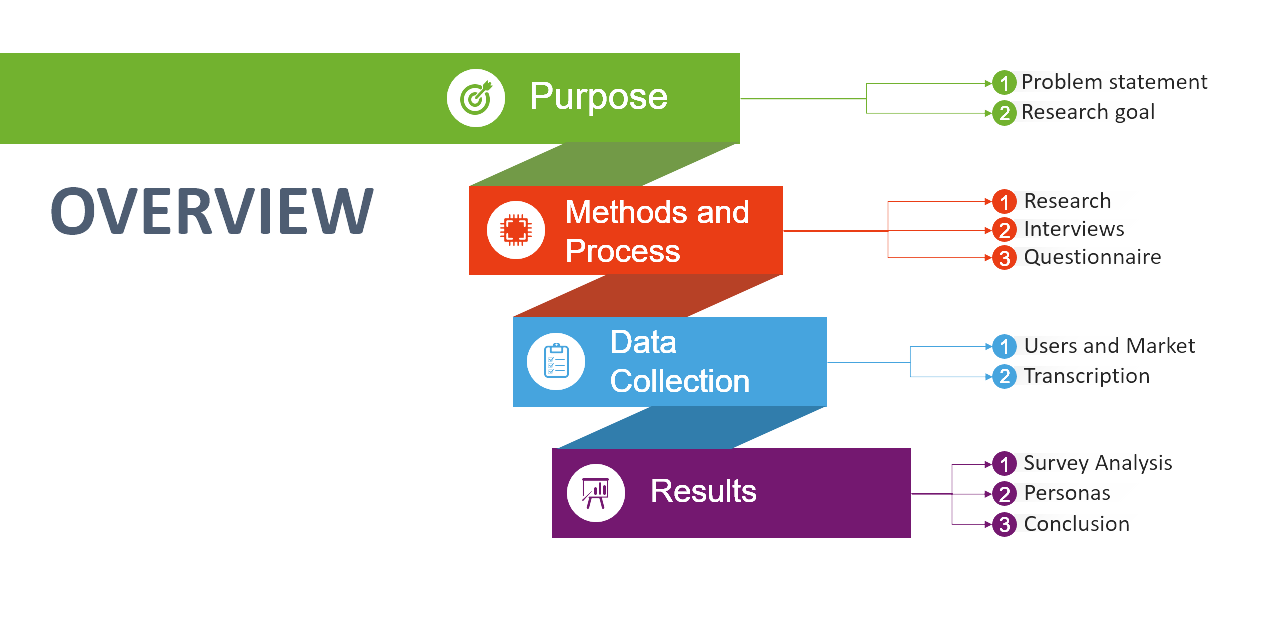 Purpose
1 Problem statement
2 Research goal
OVERVIEW
Methods and
Process
1 Research
2 Interviews
3 Questionnaire
Data
Collection
1 Users and Market
2 Transcription
Results
1 Survey Analysis
2 Personas
3 Conclusion